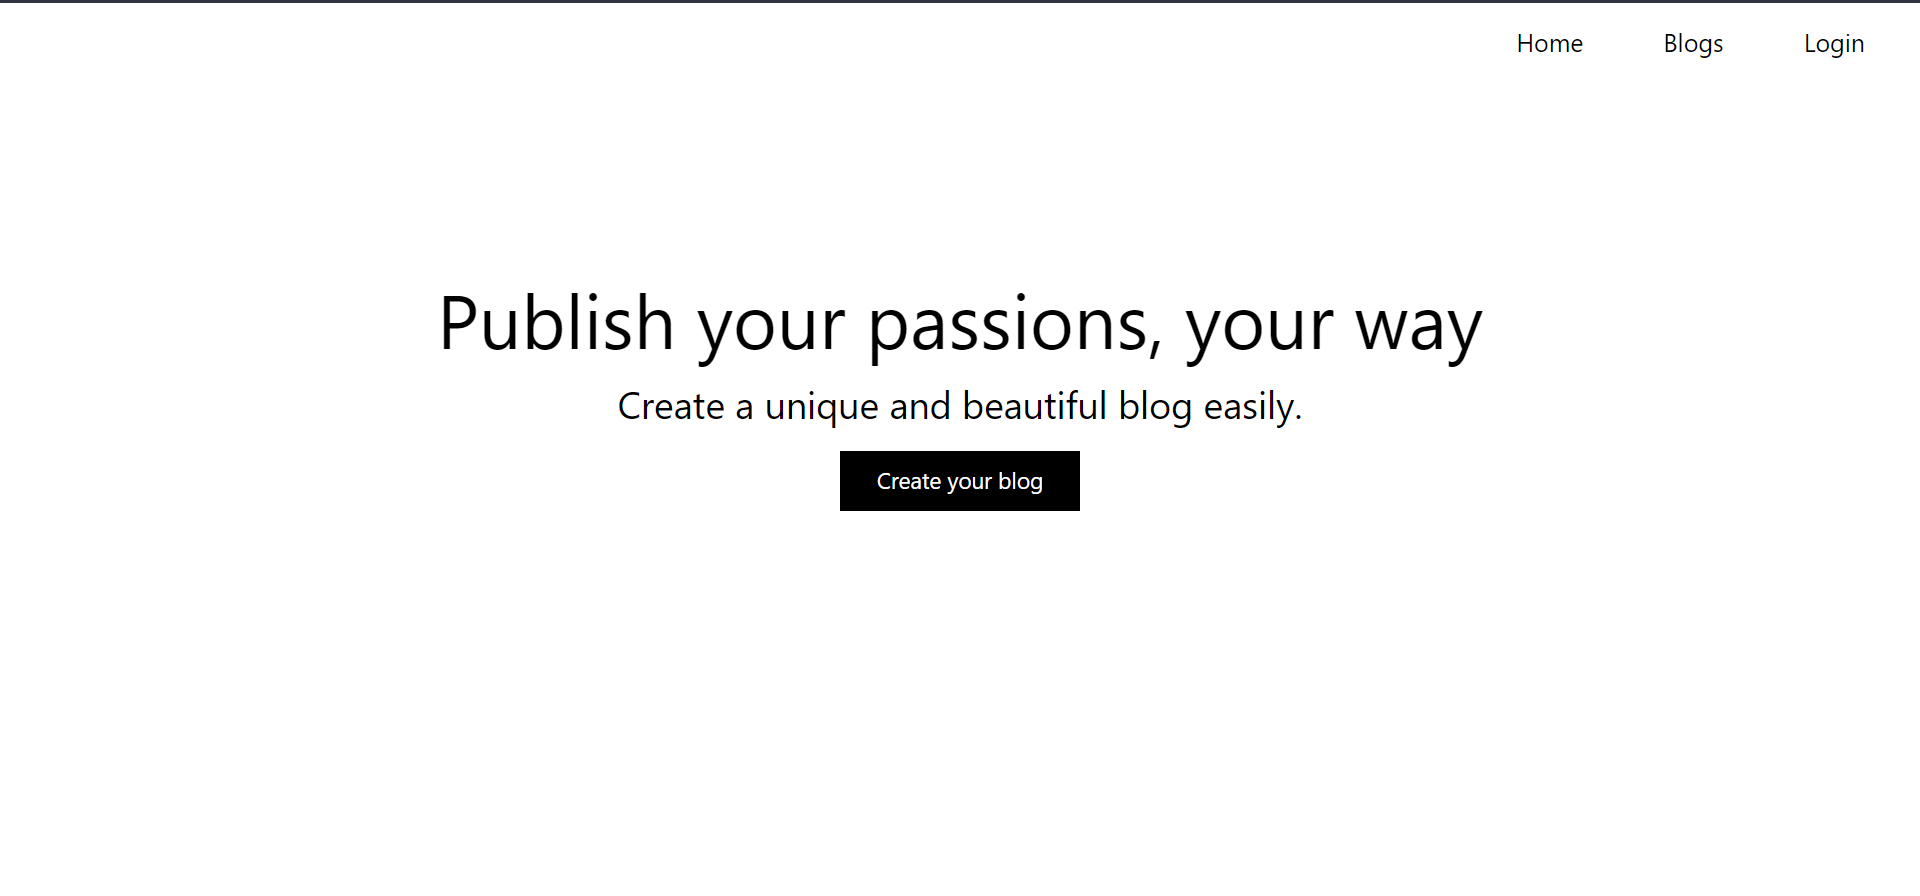 Home Blogs Login
Publish your passions, your way
Create a unique and beautiful blog easily.
Create your blog